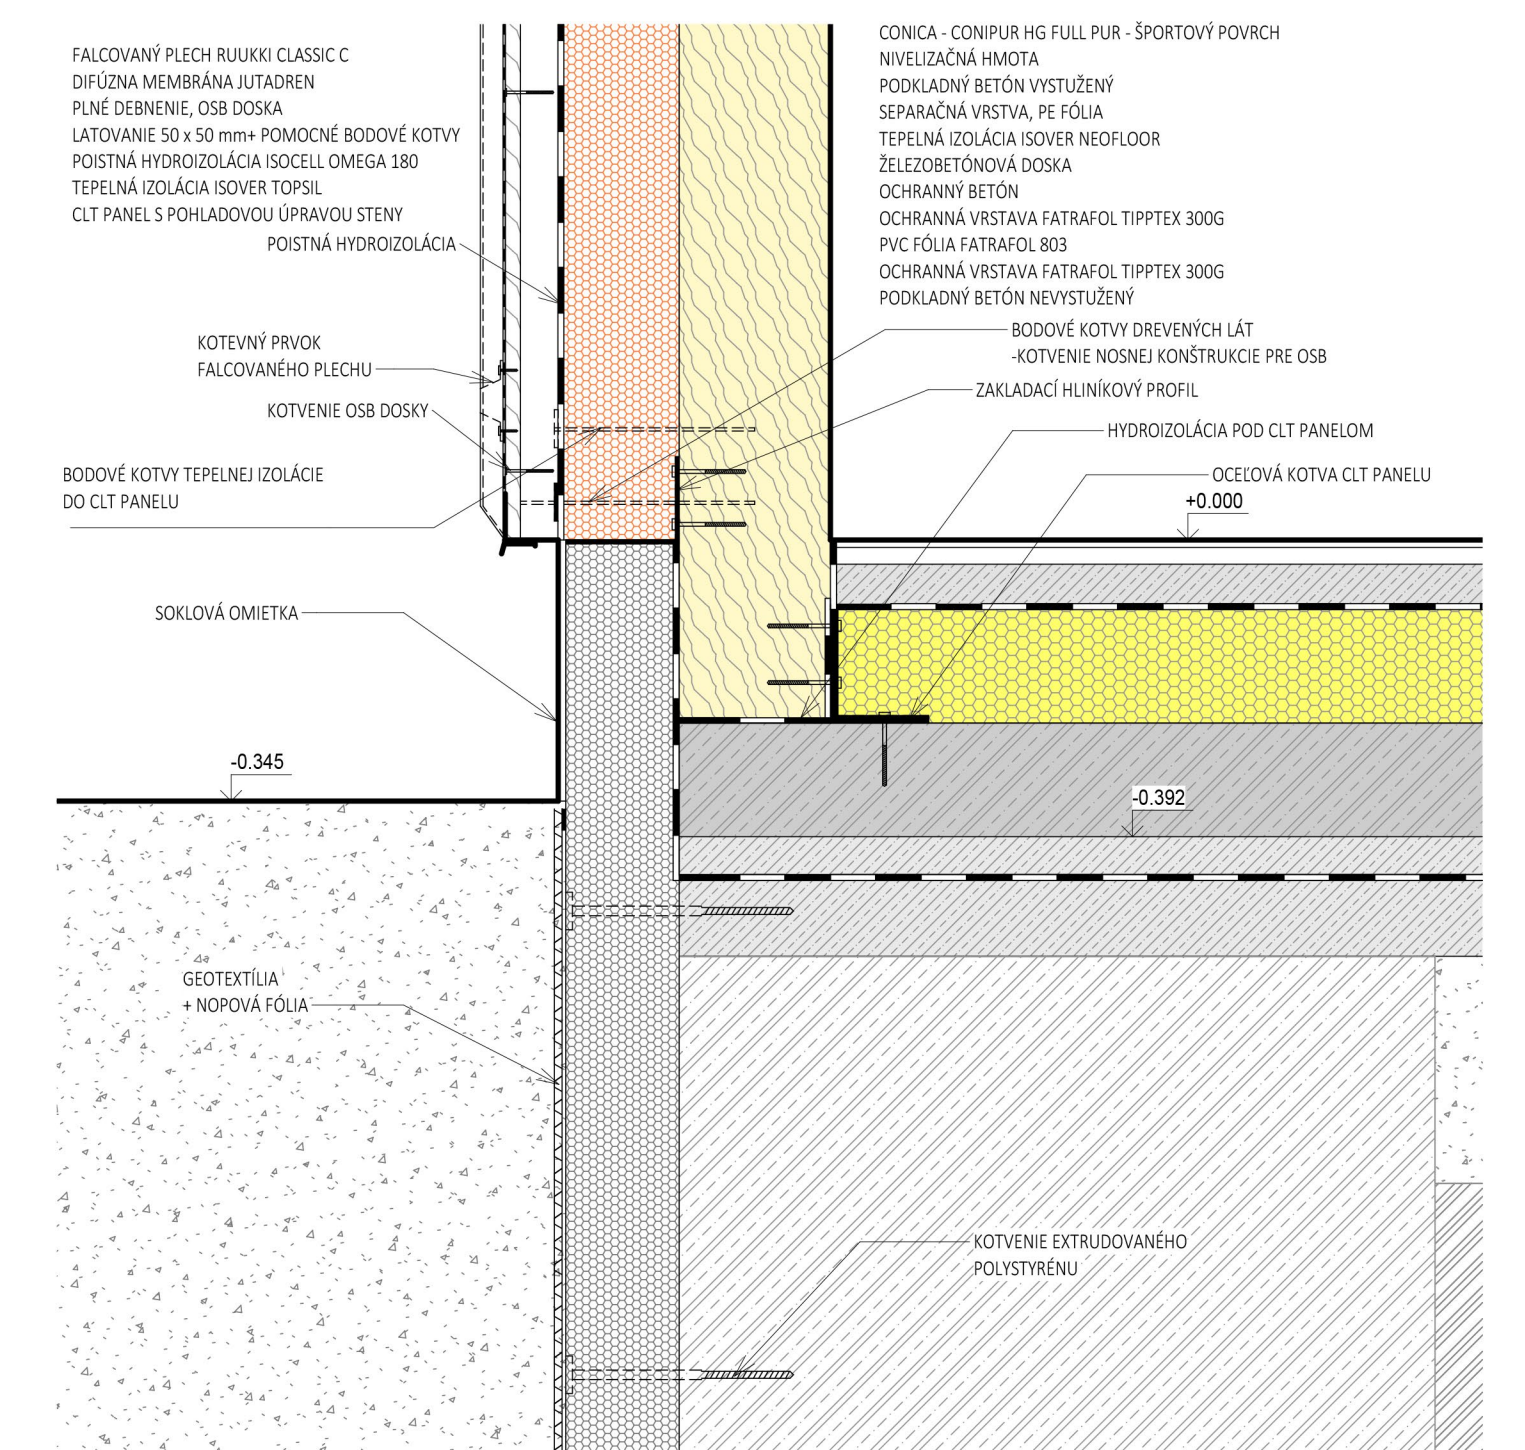 FALCOVANÝ PLECH RUUKKI CLASSIC C
DIFÚZNA MEMBRÁNA JUTADREN
PLNÉ DEBNENIE, OSB DOSKA
LATOVANIE 50 x 50 mm+ POMOCNÉ BODOVÉ KOTVY
POISTNÁ HYDROIZOLÁCIA ISOCELL OMEGA 180
TEPELNÁ IZOLÁCIA ISOVER TOPSIL
CLT PANEL S POHLADOVOU ÚPRAVOU STENY
POISTNÁ HYDROIZOLÁCIA
KOTEVNÝ PRVOK
FALCOVANÉHO PLECHU
KOTVENIE OSB DOSKY
BODOVÉ KOTVY TEPELNEJ IZOLÁCIE
DO CLT PANELU
SOKLOVÁ OMIETKA
-0.345
GEOTEXTÍLIA
+ NOPOVÁ FÓLIA
CONICA - CONIPUR HG FULL PUR - ŠPORTOVÝ POVRCH
NIVELIZAČNÁ HMOTA
PODKLADNÝ BETÓN VYSTUŽENÝ
SEPARAČNÁ VRSTVA, PE FÓLIA
TEPELNÁ IZOLÁCIA ISOVER NEOFLOOR
ŽELEZOBETÓNOVÁ DOSKA
OCHRANNÝ BETÓN
OCHRANNÁ VRSTAVA FATRAFOL TIPPTEX 300G
PVC FÓLIA FATRAFOL 803
OCHRANNÁ VRSTAVA FATRAFOL TIPPTEX 300G
PODKLADNÝ BETÓN NEVYSTUŽENÝ
BODOVÉ KOTVY DREVENÝCH LÁT
-KOTVENIE NOSNEJ KONŠTRUKCIE PRE OSB
ZAKLADACÍ HLINÍKOVÝ PROFIL
HYDROIZOLÁCIA POD CLT PANELOM
OCEĽOVÁ KOTVA CLT PANELU
+0.000
-0.392
KOTVENIE EXTRUDOVANÉHO
POLYSTYRÉNU